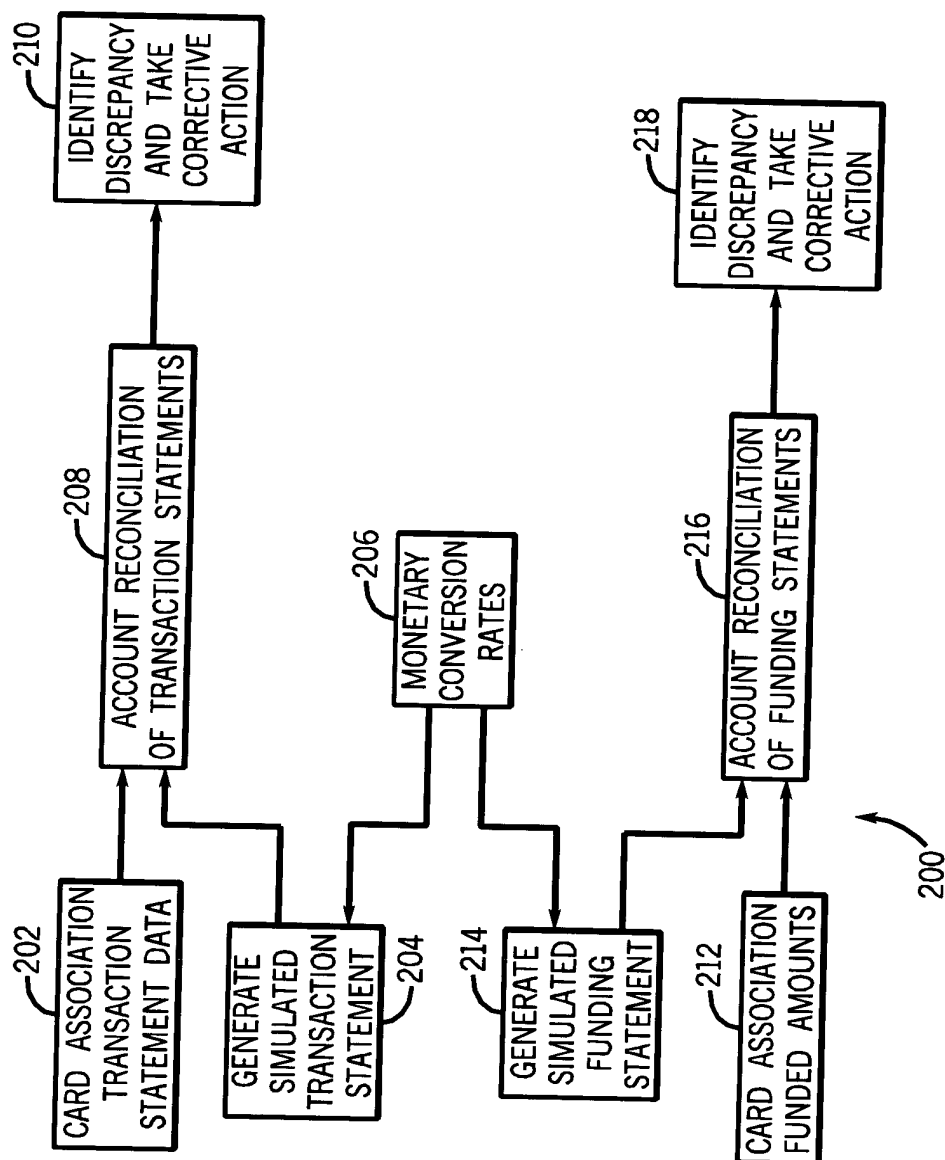 202
CARD ASSOCIATION
TRANSACTION
STATEMENT DATA
208
ACCOUNT RECONCILIATION
OF TRANSACTION STATEMENTS
210
IDENTIFY
DISCREPANCY
AND TAKE
CORRECTIVE
ACTION
GENERATE
SIMULATED
TRANSACTION
STATEMENT
204
206
MONETARY
CONVERSION
RATES
214
GENERATE
SIMULATED
FUNDING
STATEMENT
212
CARD ASSOCIATION
FUNDED AMOUNTS
216
ACCOUNT RECONCILIATION
OF FUNDING STATEMENTS
218
IDENTIFY
DISCREPANCY
AND TAKE
CORRECTIVE
ACTION
200